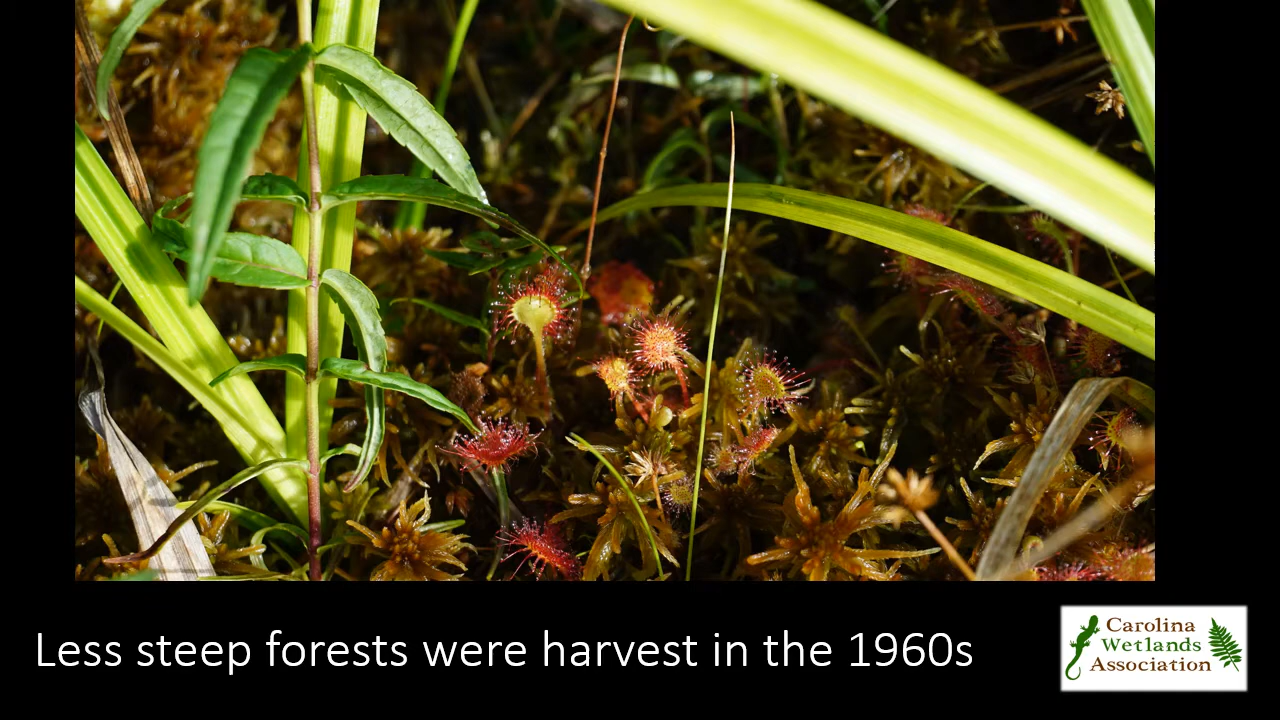 Less steep forests were harvest in the 1960s
Carolina
Wetlands
Association